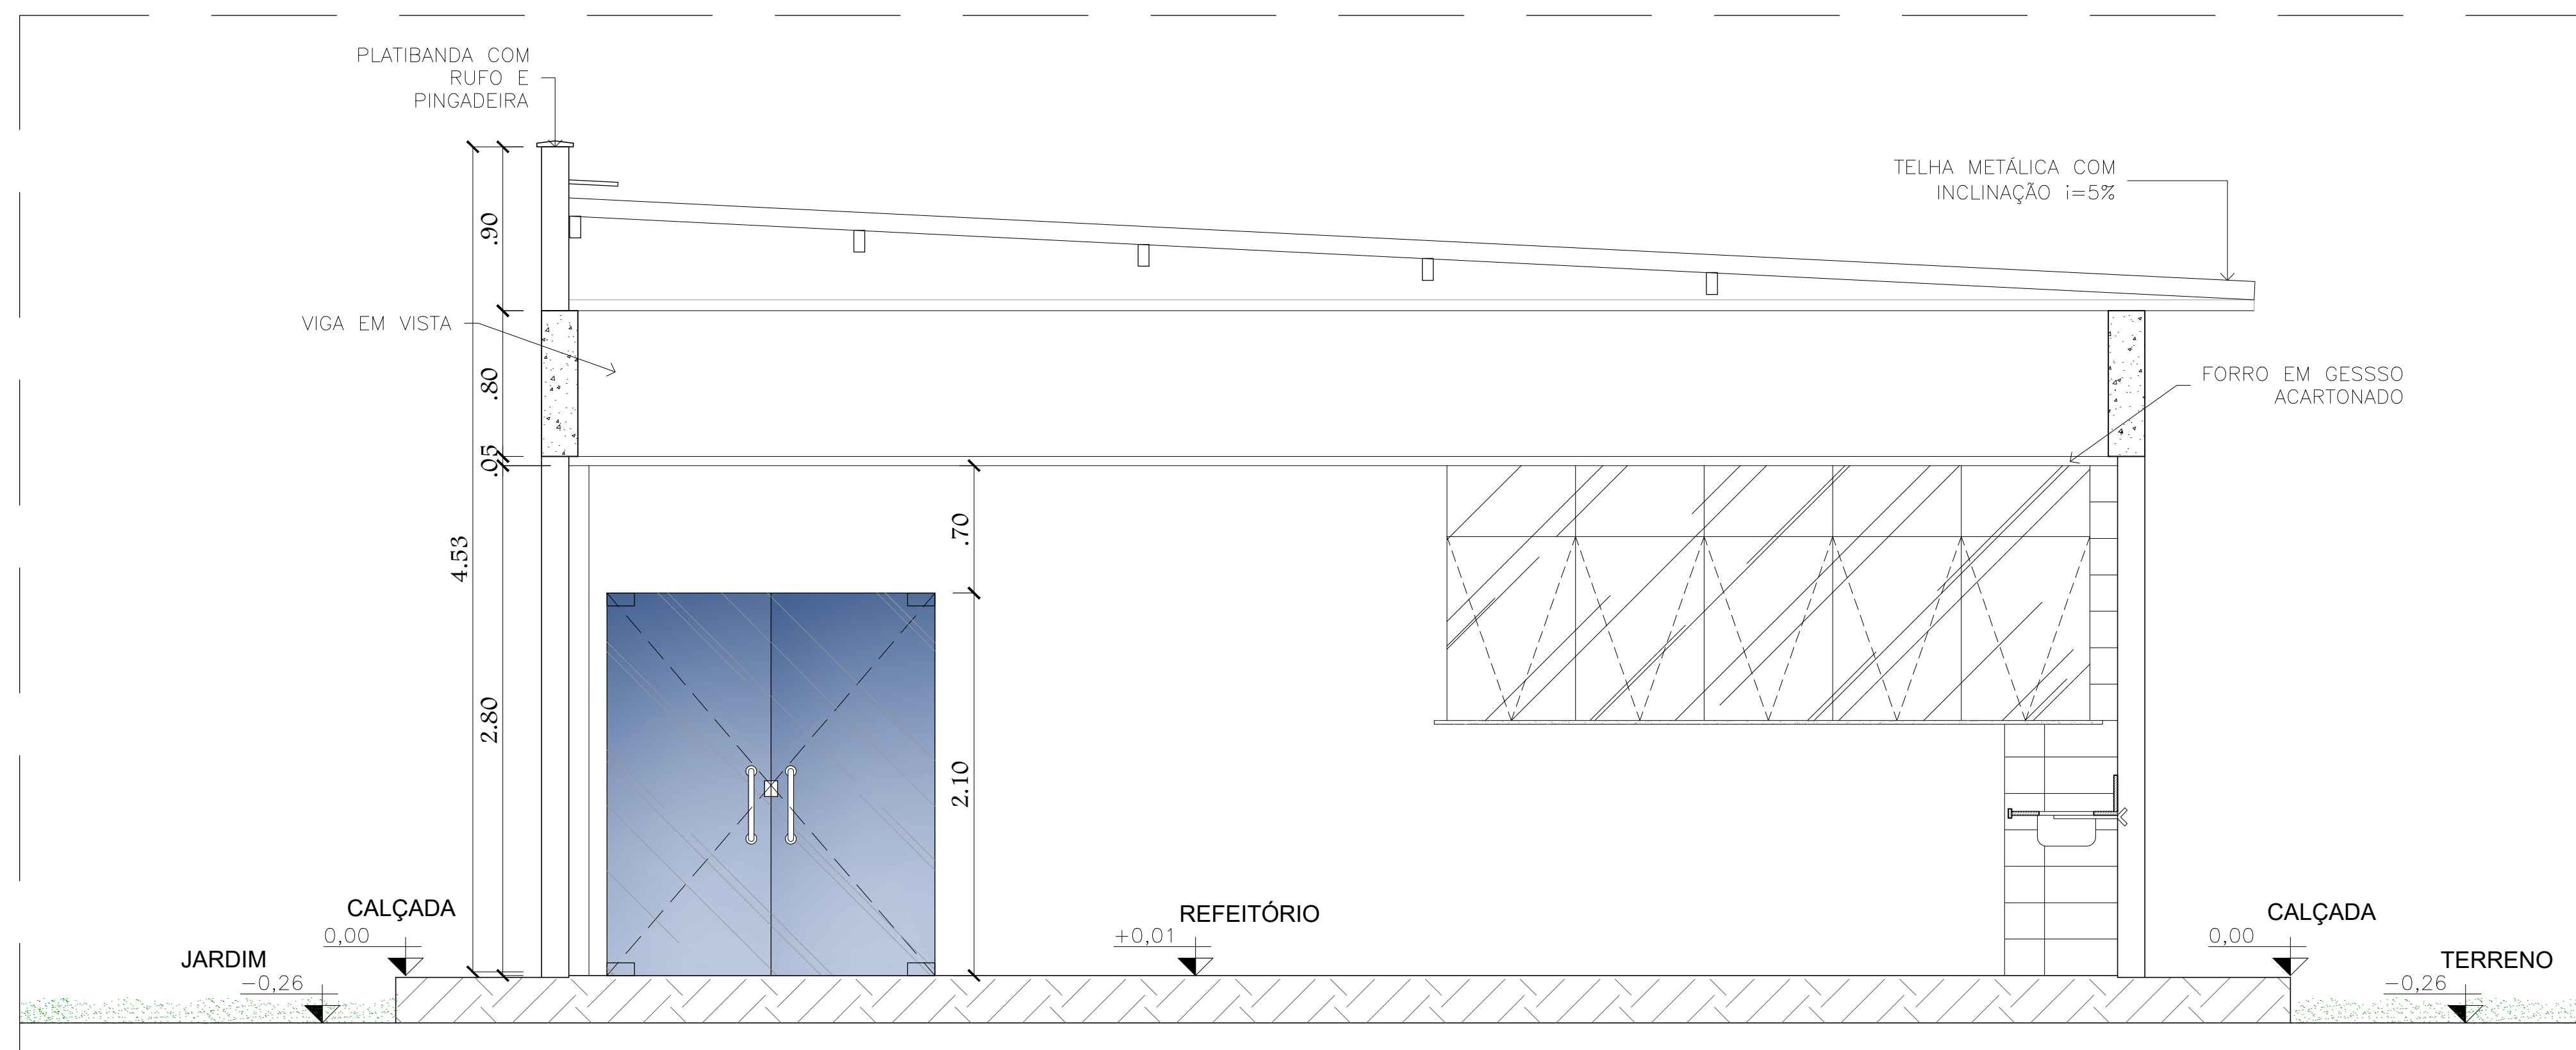 PLATIBANDA COM
RUFO E
PINGADEIRA
TELHA METÁLICA COM
INCLINAÇÃO i=5%
.90
VIGA EM VISTA
.80
FORRO EM GESSSO
ACARTONADO
.05
.70
4.53
2.80
2.10
CALÇADA
0,00
JARDIM
-0,26
REFEITÓRIO
+0,01
CALÇADA
0,00
TERRENO
-0,26